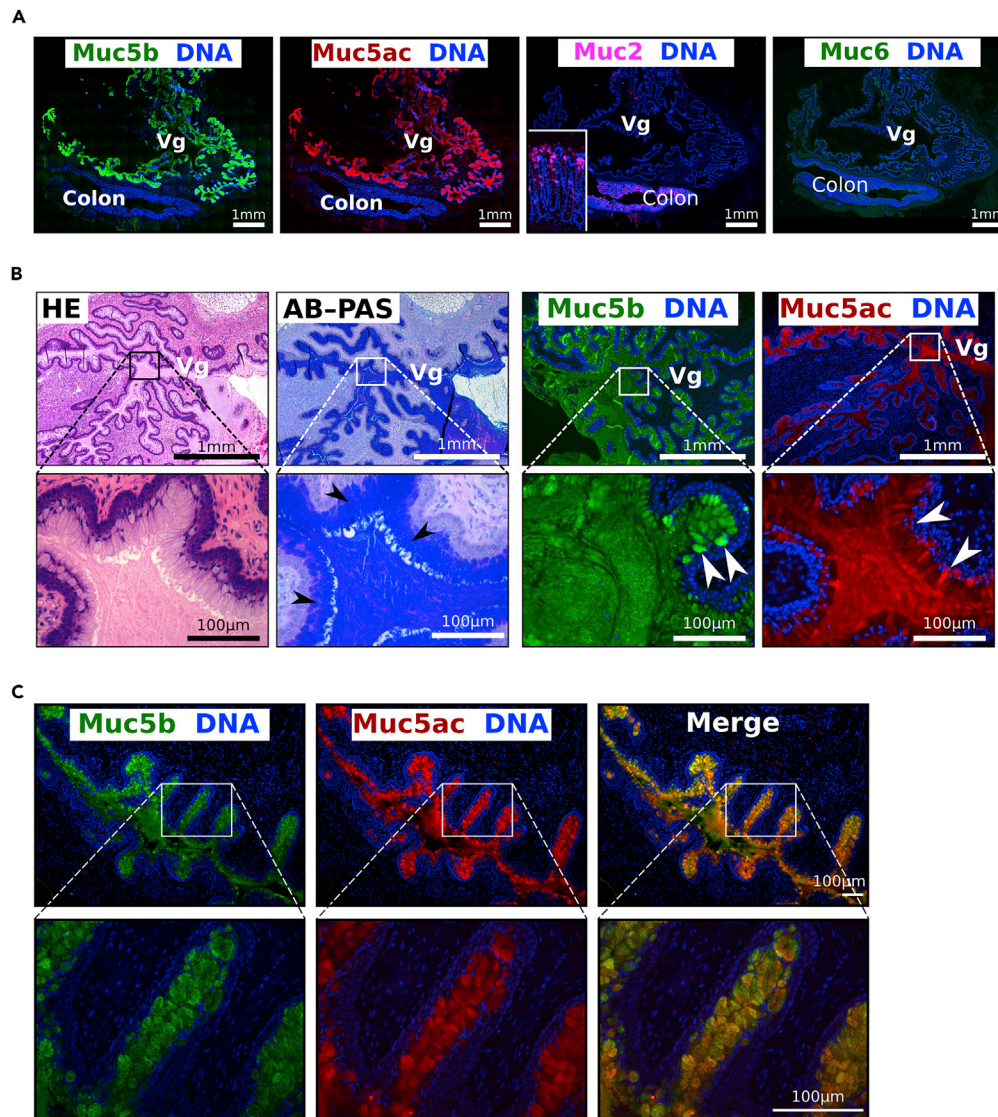 A
Muc5b DNA
Vg
Colon
1mm
Muc5ac DNA
Vg
Colon
1mm
Muc2 DNA
Vg
Colon
1mm
Muc6 DNA
Vg
Colon
1mm
B
HE
Vg
1mm
100µm
AB–PAS
Vg
1mm
100µm
Muc5b DNA
Vg
1mm
100µm
Muc5ac DNA
Vg
1mm
100µm
C
Muc5b DNA
Muc5ac DNA
Merge
100µm
100µm